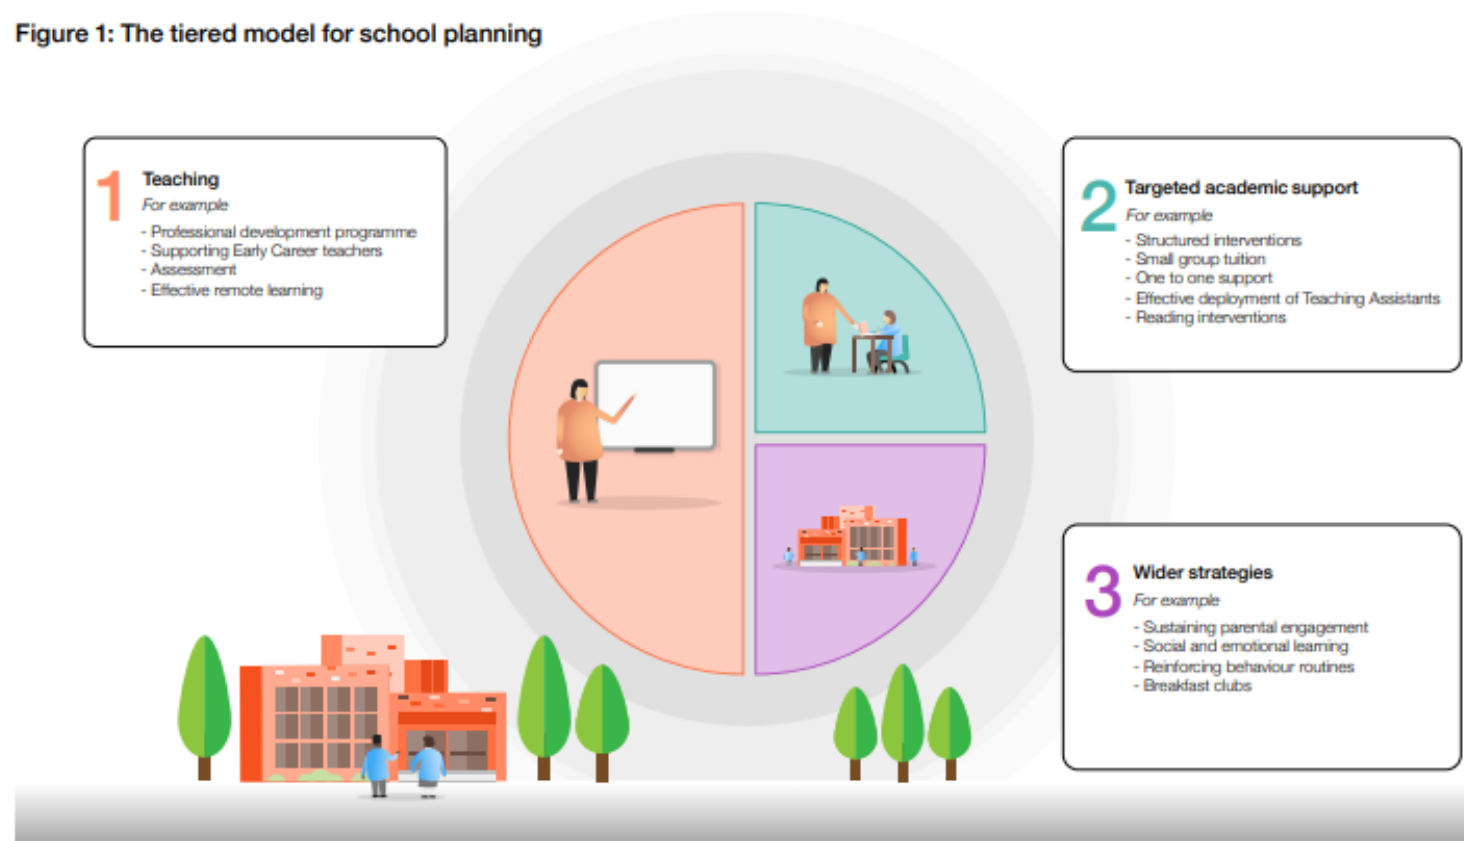 Figure 1: The tiered model for school planning
1
Teaching
For example
- Professional development programme
- Supporting Early Career teachers
- Assessment
- Effective remote learning
2
Targeted academic support
For example
- Structured interventions
- Small group tuition
- One to one support
- Effective deployment of Teaching Assistants
- Reading interventions
3
Wider strategies
For example
- Sustaining parental engagement
- Social and emotional learning
- Reinforcing behaviour routines
- Breakfast clubs